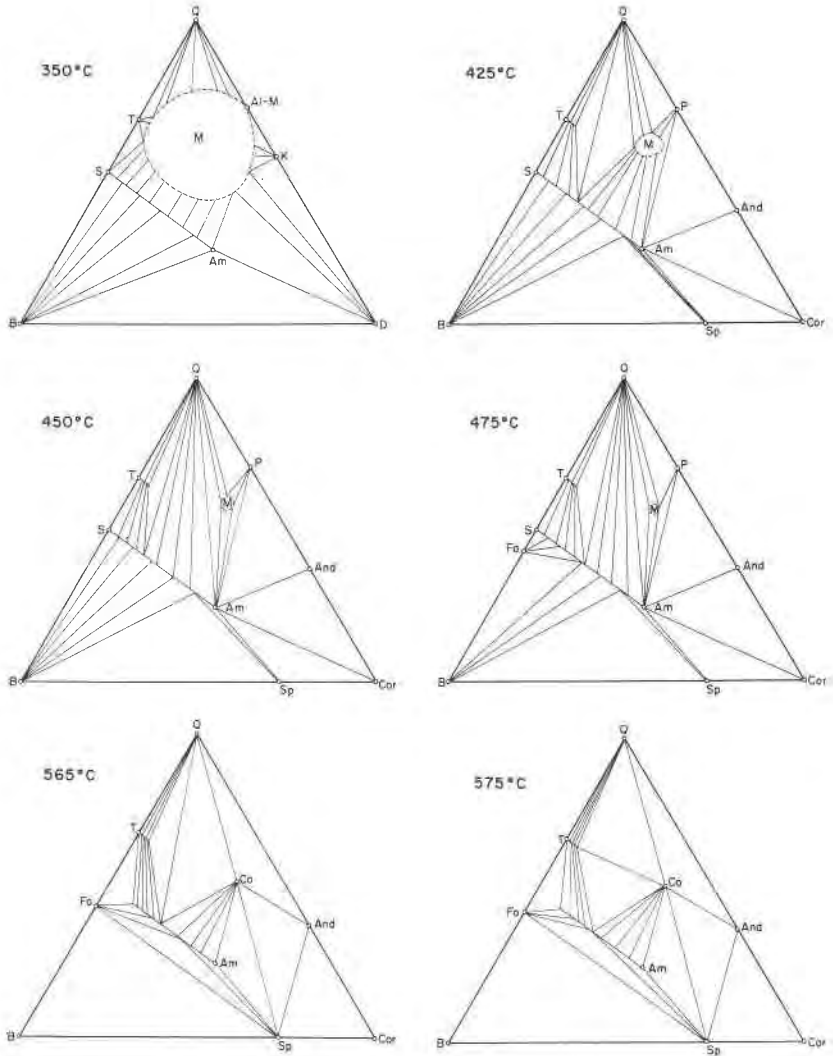 Q
350°C
T
Al-M
M
K
S
Am
B
D
Q
425°C
P
T
M
S
And
Am
B
Sp
Cor
Q
450°C
P
T
M
S
And
Am
B
Sp
Cor
Q
475°C
P
T
M
S
Fo
And
Am
B
Sp
Cor
Q
565°C
T
Co
Fo
And
Am
B
Sp
Cor
Q
575°C
T
Co
Fo
And
Am
B
Sp
Cor